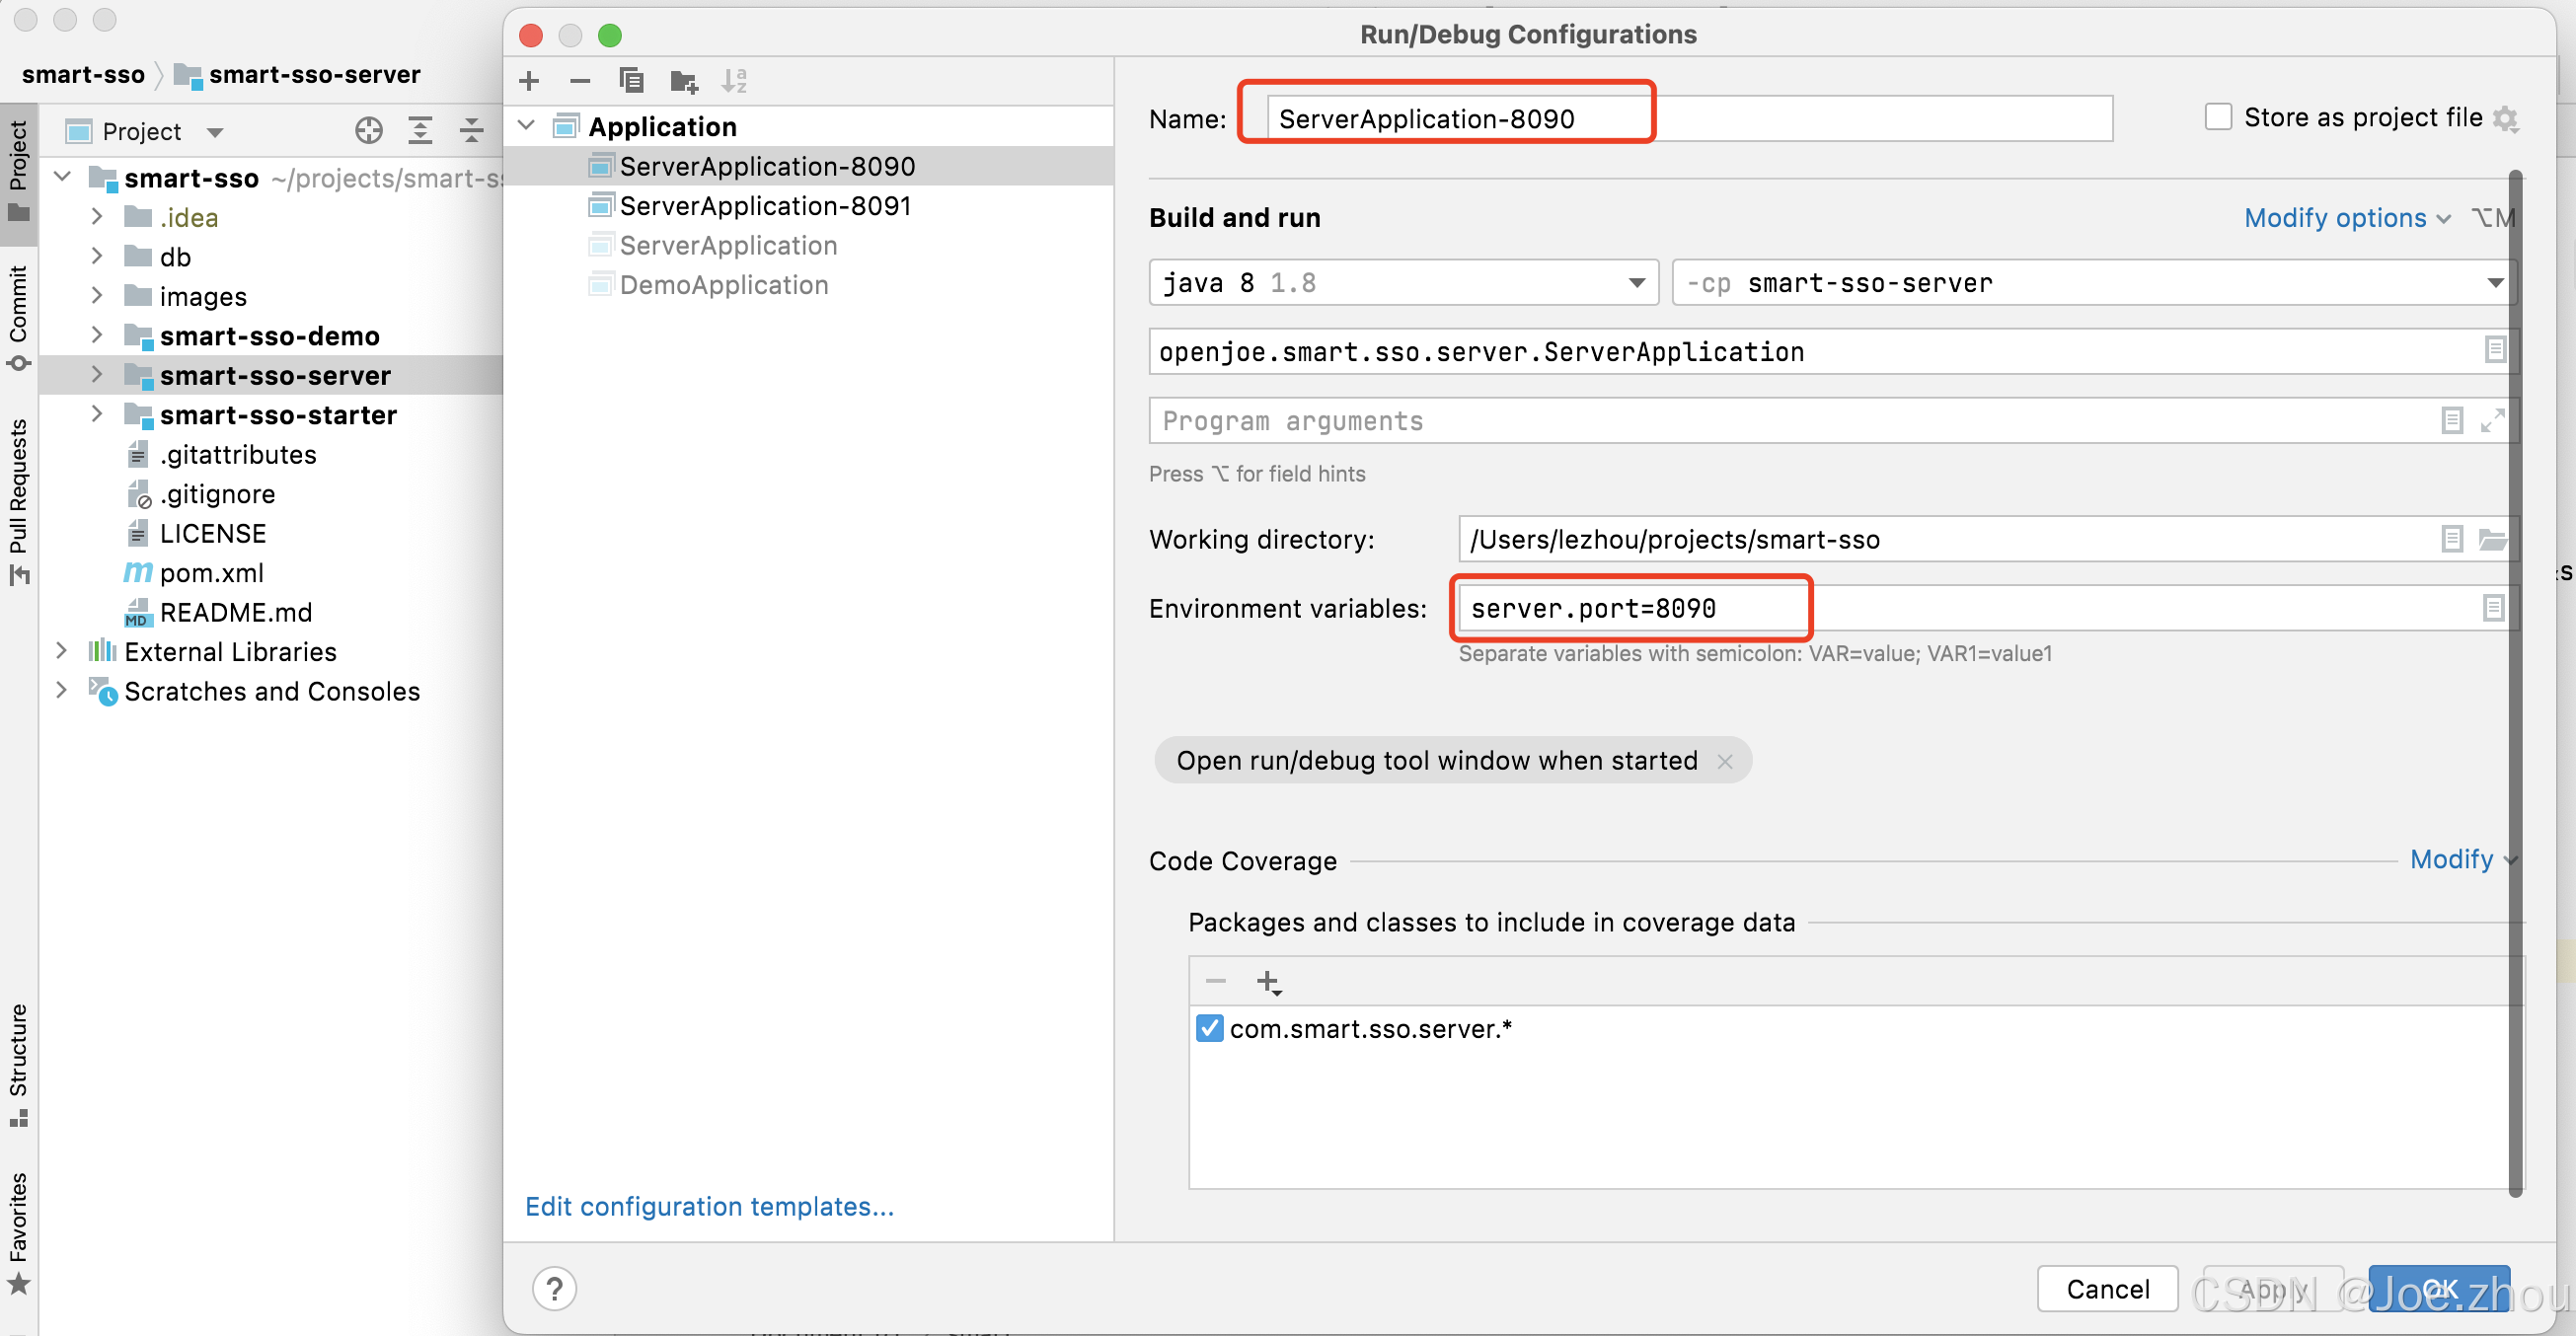 Run/Debug Configurations
smart-sso
smart-sso-server
Project
Commit
Pull Requests
Structure
Favorites
Project
smart-sso ~/projects/smart-s
.idea
db
images
smart-sso-demo
smart-sso-server
smart-sso-starter
.gitattributes
.gitignore
LICENSE
pom.xml
README.md
External Libraries
Scratches and Consoles
Application
ServerApplication-8090
ServerApplication-8091
ServerApplication
DemoApplication
Edit configuration templates...
Name: ServerApplication-8090
Store as project file
Build and run
Modify options ⌥M
java 8 1.8
-cp smart-sso-server
openjoe.smart.sso.server.ServerApplication
Program arguments
Press ⌥ for field hints
Working directory: /Users/lezhou/projects/smart-sso
Environment variables: server.port=8090
Separate variables with semicolon: VAR=value; VAR1=value1
Open run/debug tool window when started
Code Coverage
Modify
Packages and classes to include in coverage data
com.smart.sso.server.*
?
Cancel
Apply
OK
CSDN @Joe.zhou